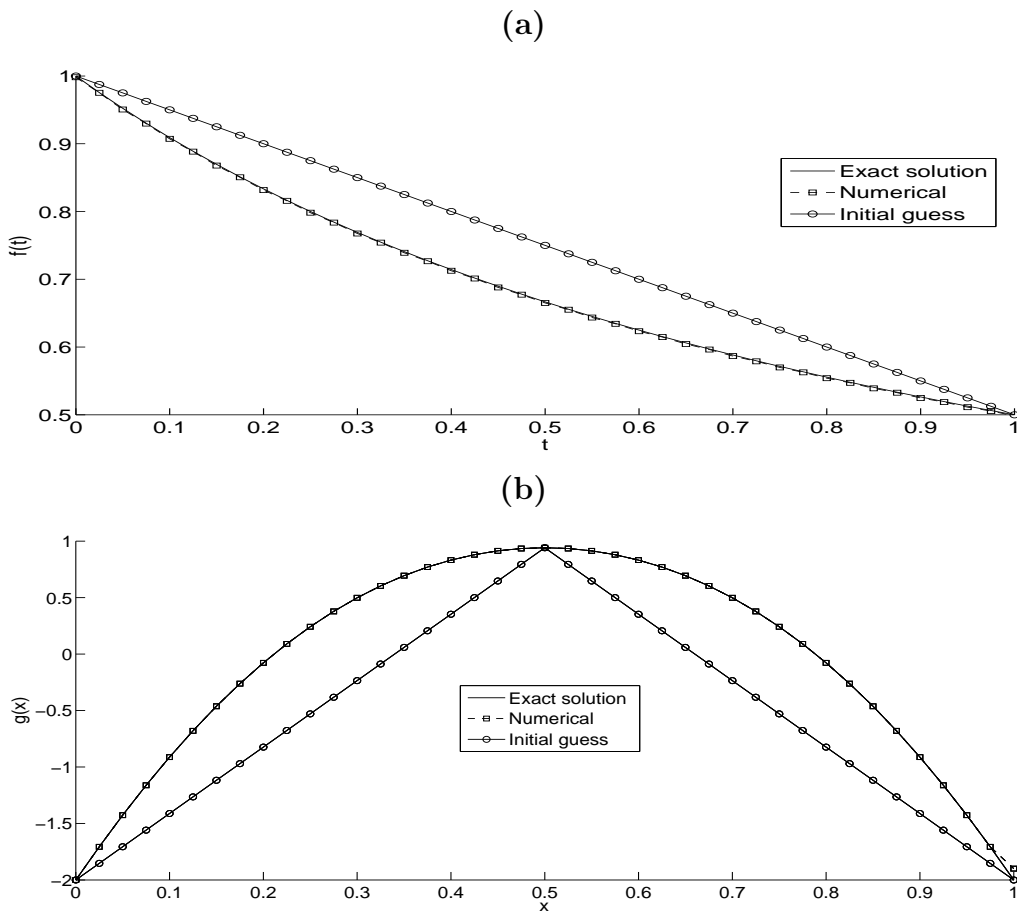 (a)
1
0.9
0.8
0.7
0.6
0.5
f(t)
0 0.1 0.2 0.3 0.4 0.5 0.6 0.7 0.8 0.9 1
t
Exact solution
Numerical
Initial guess
(b)
1
0.5
0
−0.5
−1
−1.5
−2
g(x)
0 0.1 0.2 0.3 0.4 0.5 0.6 0.7 0.8 0.9 1
x
Exact solution
Numerical
Initial guess